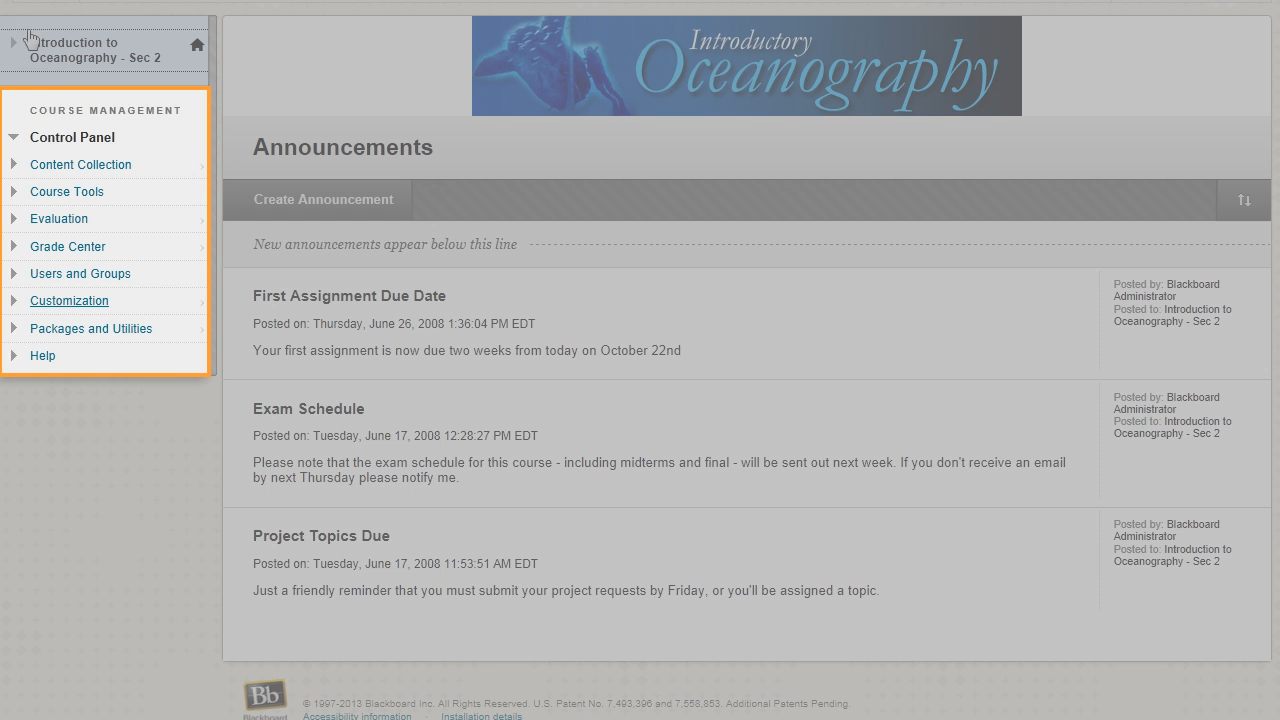 Introduction to
Oceanography - Sec 2
COURSE MANAGEMENT
Control Panel
Content Collection
Course Tools
Evaluation
Grade Center
Users and Groups
Customization
Packages and Utilities
Help
Introductory
Oceanography
Announcements
Create Announcement
New announcements appear below this line
First Assignment Due Date
Posted on: Thursday, June 26, 2008 1:36:04 PM EDT
Your first assignment is now due two weeks from today on October 22nd
Posted by: Blackboard
Administrator
Posted to: Introduction to
Oceanography - Sec 2
Exam Schedule
Posted on: Tuesday, June 17, 2008 12:28:27 PM EDT
Please note that the exam schedule for this course - including midterms and final - will be sent out next week. If you don't receive an email
by next Thursday please notify me.
Posted by: Blackboard
Administrator
Posted to: Introduction to
Oceanography - Sec 2
Project Topics Due
Posted on: Tuesday, June 17, 2008 11:53:51 AM EDT
Just a friendly reminder that you must submit your project requests by Friday, or you'll be assigned a topic.
Posted by: Blackboard
Administrator
Posted to: Introduction to
Oceanography - Sec 2
Bb
Blackboard
© 1997-2013 Blackboard Inc. All Rights Reserved. U.S. Patent No. 7,493,396 and 7,558,853. Additional Patents Pending.
Accessibility information · Installation details